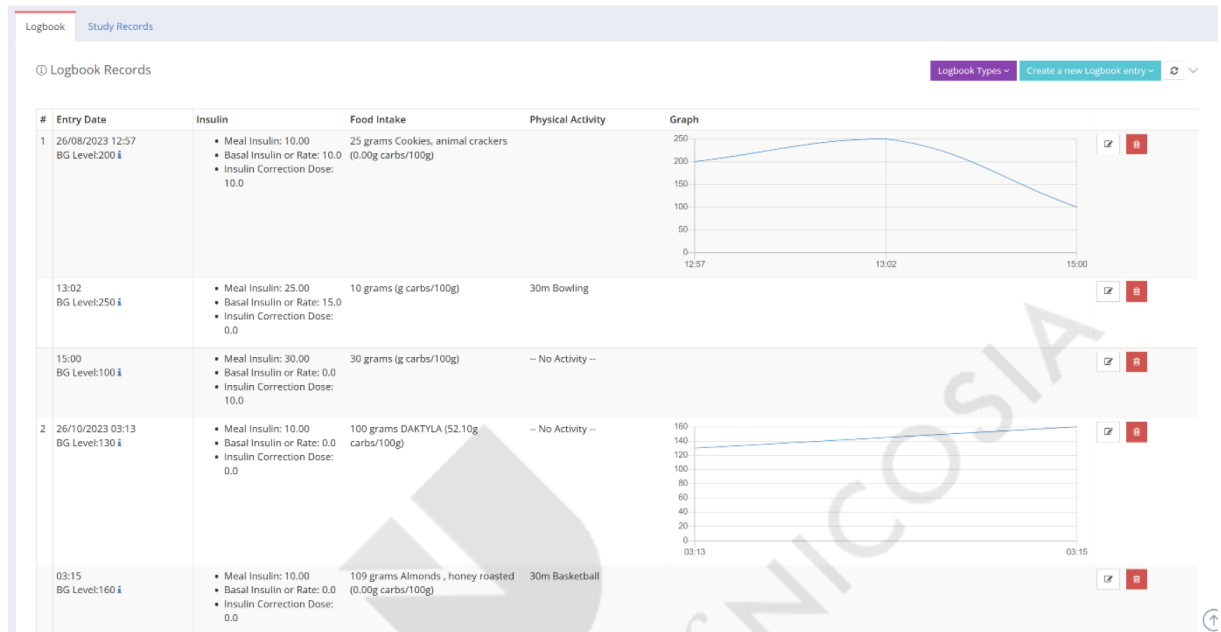 Logbook Study Records
Logbook Records
Logbook Types Create a new Logbook entry
# Entry Date Insulin Food Intake Physical Activity Graph
1 26/08/2023 12:57
BG Level:200
• Meal Insulin: 10.00
• Basal Insulin or Rate: 10.0
• Insulin Correction Dose:
10.0
25 grams Cookies, animal crackers
(0.00g carbs/100g)
250
200
150
100
50
0
12:57 13:02 15:00
13:02
BG Level:250
• Meal Insulin: 25.00
• Basal Insulin or Rate: 15.0
• Insulin Correction Dose:
0.0
10 grams (g carbs/100g)
30m Bowling
15:00
BG Level:100
• Meal Insulin: 30.00
• Basal Insulin or Rate: 0.0
• Insulin Correction Dose:
10.0
30 grams (g carbs/100g)
-- No Activity --
2 26/10/2023 03:13
BG Level:130
• Meal Insulin: 10.00
• Basal Insulin or Rate: 0.0
• Insulin Correction Dose:
0.0
100 grams DAKTYLA (52.10g
carbs/100g)
-- No Activity --
160
140
120
100
80
60
40
20
0
03:13 03:15
03:15
BG Level:160
• Meal Insulin: 10.00
• Basal Insulin or Rate: 0.0
• Insulin Correction Dose:
0.0
109 grams Almonds , honey roasted
(0.00g carbs/100g)
30m Basketball
NICOSIA